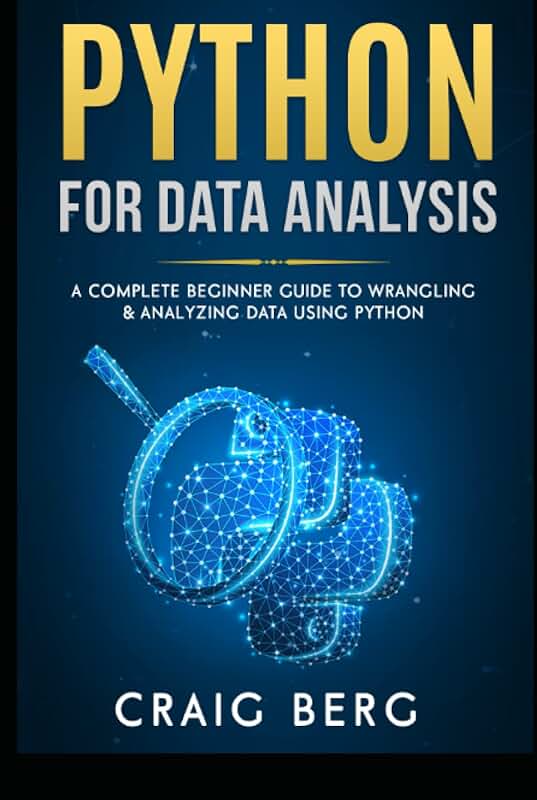 PYTHON
FOR DATA ANALYSIS
A COMPLETE BEGINNER GUIDE TO WRANGLING
& ANALYZING DATA USING PYTHON
CRAIG BERG